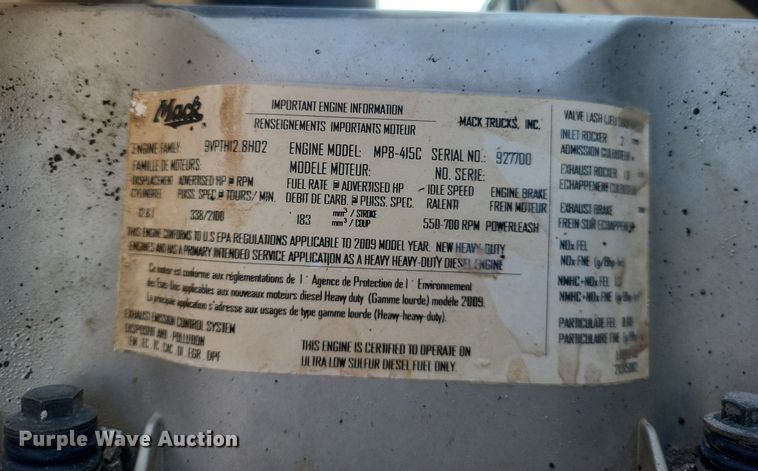 Mack
IMPORTANT ENGINE INFORMATION
RENSEIGNEMENTS IMPORTANTS MOTEUR
MACK TRUCKS, INC.
ENGINE FAMILY: 9VPTH12.8H02
ENGINE MODEL: MP8-415C SERIAL NO.: 927700
FAMILLE DE MOTEURS:
MODELE MOTEUR: NO. SERIE:
DISPLACEMENT ADVERTISED HP @ RPM
CYLINDREE PUISS. SPEC @ TOURS/ MIN.
FUEL RATE @ ADVERTISED HP
DEBIT DE CARB. @ PUISS. SPEC.
IDLE SPEED
RALENTI
ENGINE BRAKE
FREIN MOTEUR
338/2100
183 mm³ / STROKE
mm³ / COUP
550-700 RPM POWERLEASH
THIS ENGINE CONFORMS TO U.S EPA REGULATIONS APPLICABLE TO 2009 MODEL YEAR. NEW HEAVY-DUTY
ENGINES AND HAS A PRIMARY INTENDED SERVICE APPLICATION AS A HEAVY HEAVY-DUTY DIESEL ENGINE
Ce moteur est conforme aux réglementations de l' Agence de Protection de l' Environnement
des Etas-Unis applicables aux nouveaux moteurs diesel Heavy duty (Gamme lourde) modèle 2009.
La principale application s'adresse aux usages de type gamme lourde (Heavy-heavy-duty).
EXHAUST EMISSION CONTROL SYSTEM
DISPOSITIF ANTI - POLLUTION
EM EC TC CAC DI EGR DPF
THIS ENGINE IS CERTIFIED TO OPERATE ON
ULTRA LOW SULFUR DIESEL FUEL ONLY.
VALVE LASH
INLET ROCKER
ADMISSION
EXHAUST ROCKER
ECHAPPEMENT
EXHAUST BRAKE
FREIN SUR ECHAPPEMENT
NOx FEL
NOx FNE
NMHC+NOx FEL
NMHC+NOx FNE
PARTICULATE FEL
PARTICULAIRE FNE
Purple Wave Auction